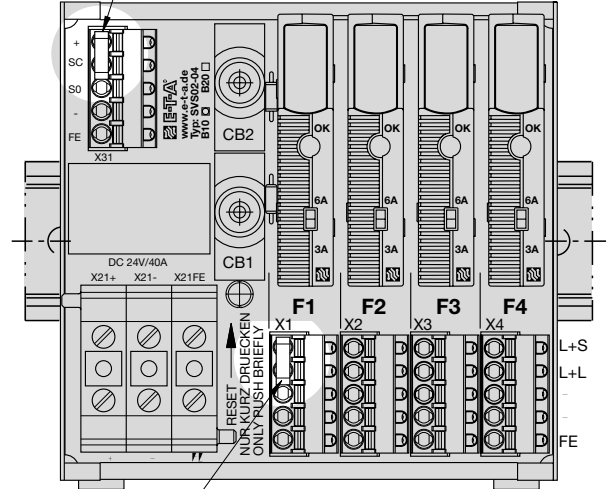 +
SC
S0
-
FE
X31
E-T-A®
www.e-t-a.de
Typ: SVS02-04
B10 B20
CB2
CB1
OK
OK
OK
OK
6A
6A
6A
6A
3A
3A
3A
3A
DC 24V/40A
X21+ X21- X21FE
F1 F2 F3 F4
X1 X2 X3 X4
RESET
NUR KURZ DRUECKEN
ONLY PUSH BRIEFLY
L+S
L+L
-
-
FE
+ -